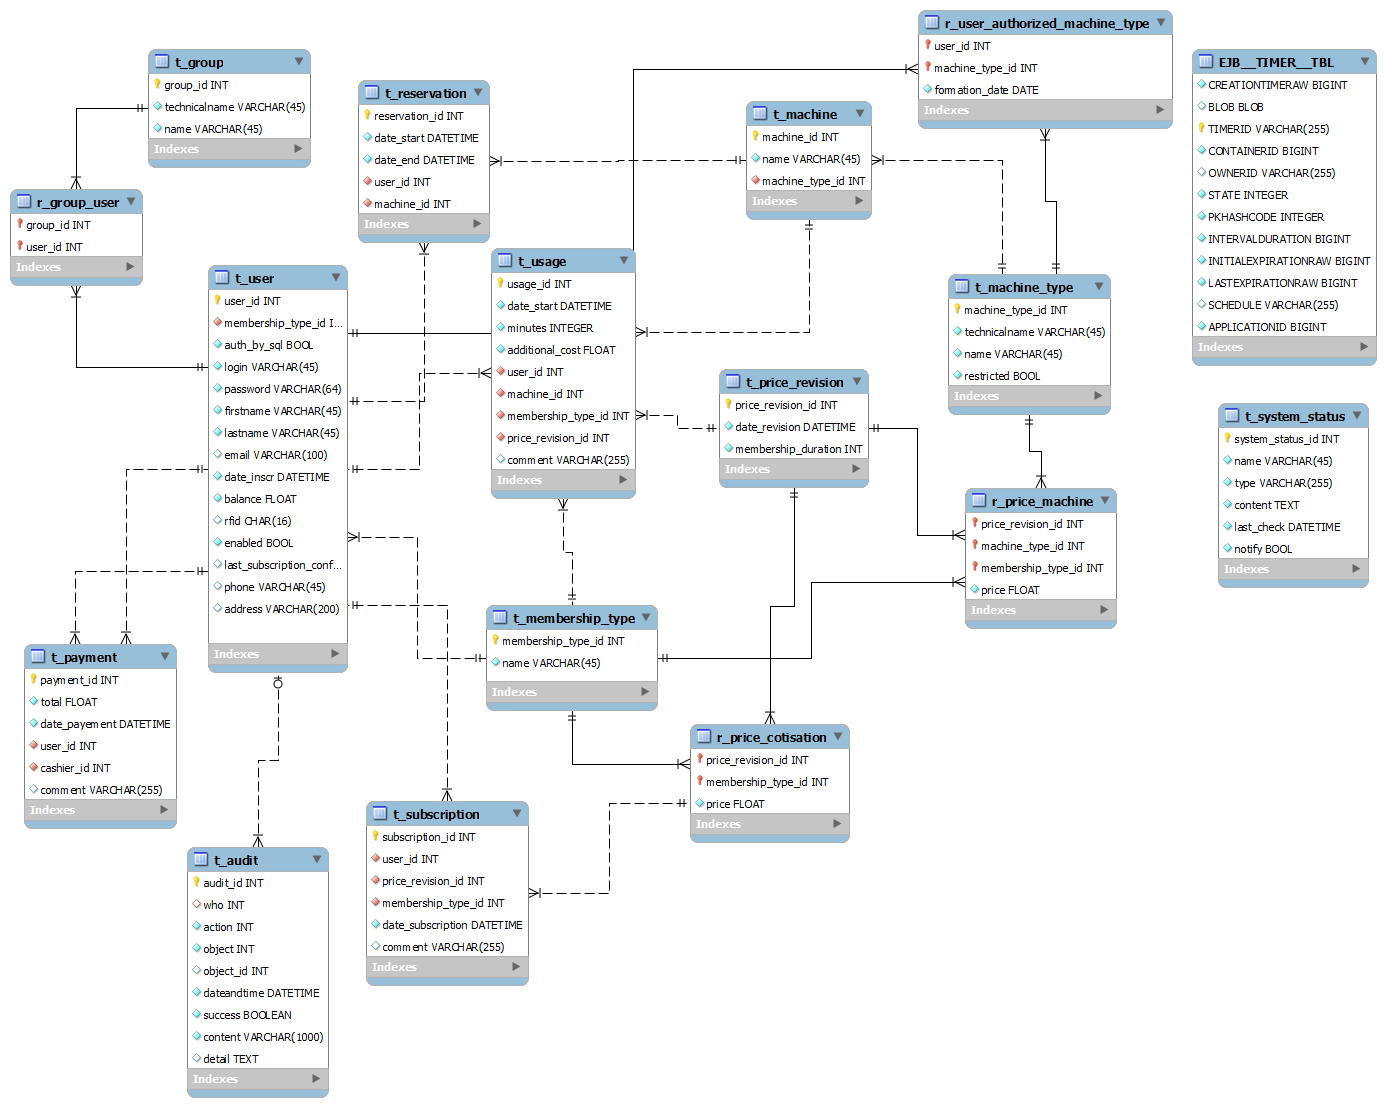 t_group
group_id INT
technicalname VARCHAR(45)
name VARCHAR(45)
Indexes
r_group_user
group_id INT
user_id INT
Indexes
t_reservation
reservation_id INT
date_start DATETIME
date_end DATETIME
user_id INT
machine_id INT
Indexes
t_machine
machine_id INT
name VARCHAR(45)
machine_type_id INT
Indexes
r_user_authorized_machine_type
user_id INT
machine_type_id INT
formation_date DATE
Indexes
EJB__TIMER__TBL
CREATIONTIMERAW BIGINT
BLOB BLOB
TIMERID VARCHAR(255)
CONTAINERID BIGINT
OWNERID VARCHAR(255)
STATE INTEGER
PKHASHCODE INTEGER
INTERVALDURATION BIGINT
INITIALEXPIRATIONRAW BIGINT
LASTEXPIRATIONRAW BIGINT
SCHEDULE VARCHAR(255)
APPLICATIONID BIGINT
Indexes
t_user
user_id INT
membership_type_id I...
auth_by_sql BOOL
login VARCHAR(45)
password VARCHAR(64)
firstname VARCHAR(45)
lastname VARCHAR(45)
email VARCHAR(100)
date_inscr DATETIME
balance FLOAT
rfid CHAR(16)
enabled BOOL
last_subscription_conf...
phone VARCHAR(45)
address VARCHAR(200)
Indexes
t_usage
usage_id INT
date_start DATETIME
minutes INTEGER
additional_cost FLOAT
user_id INT
machine_id INT
membership_type_id INT
price_revision_id INT
comment VARCHAR(255)
Indexes
t_machine_type
machine_type_id INT
technicalname VARCHAR(45)
name VARCHAR(45)
restricted BOOL
Indexes
t_price_revision
price_revision_id INT
date_revision DATETIME
membership_duration INT
Indexes
t_system_status
system_status_id INT
name VARCHAR(45)
type VARCHAR(255)
content TEXT
last_check DATETIME
notify BOOL
Indexes
r_price_machine
price_revision_id INT
machine_type_id INT
membership_type_id INT
price FLOAT
Indexes
t_membership_type
membership_type_id INT
name VARCHAR(45)
Indexes
t_payment
payment_id INT
total FLOAT
date_payement DATETIME
user_id INT
cashier_id INT
comment VARCHAR(255)
Indexes
r_price_cotisation
price_revision_id INT
membership_type_id INT
price FLOAT
Indexes
t_subscription
subscription_id INT
user_id INT
price_revision_id INT
membership_type_id INT
date_subscription DATETIME
comment VARCHAR(255)
Indexes
t_audit
audit_id INT
who INT
action INT
object INT
object_id INT
dateandtime DATETIME
success BOOLEAN
content VARCHAR(1000)
detail TEXT
Indexes